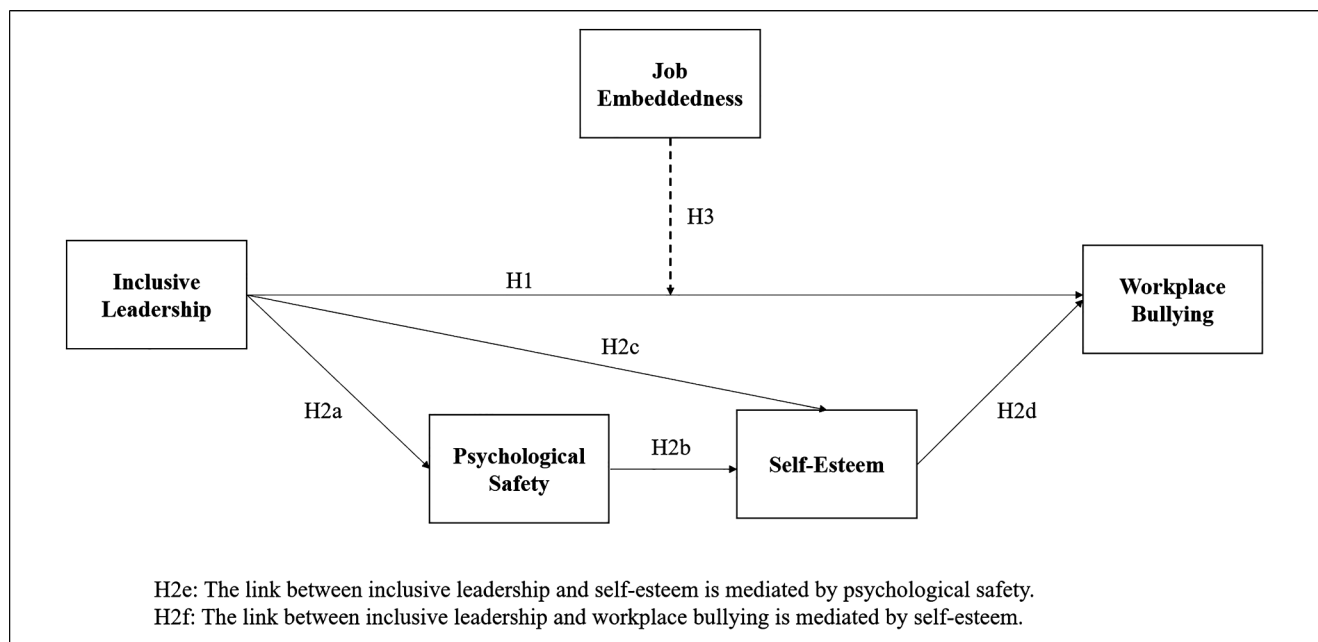 Job
Embeddedness
H3
Inclusive
Leadership
H1
Workplace
Bullying
H2c
H2a
H2d
Psychological
Safety
H2b
Self-Esteem
H2e: The link between inclusive leadership and self-esteem is mediated by psychological safety.
H2f: The link between inclusive leadership and workplace bullying is mediated by self-esteem.